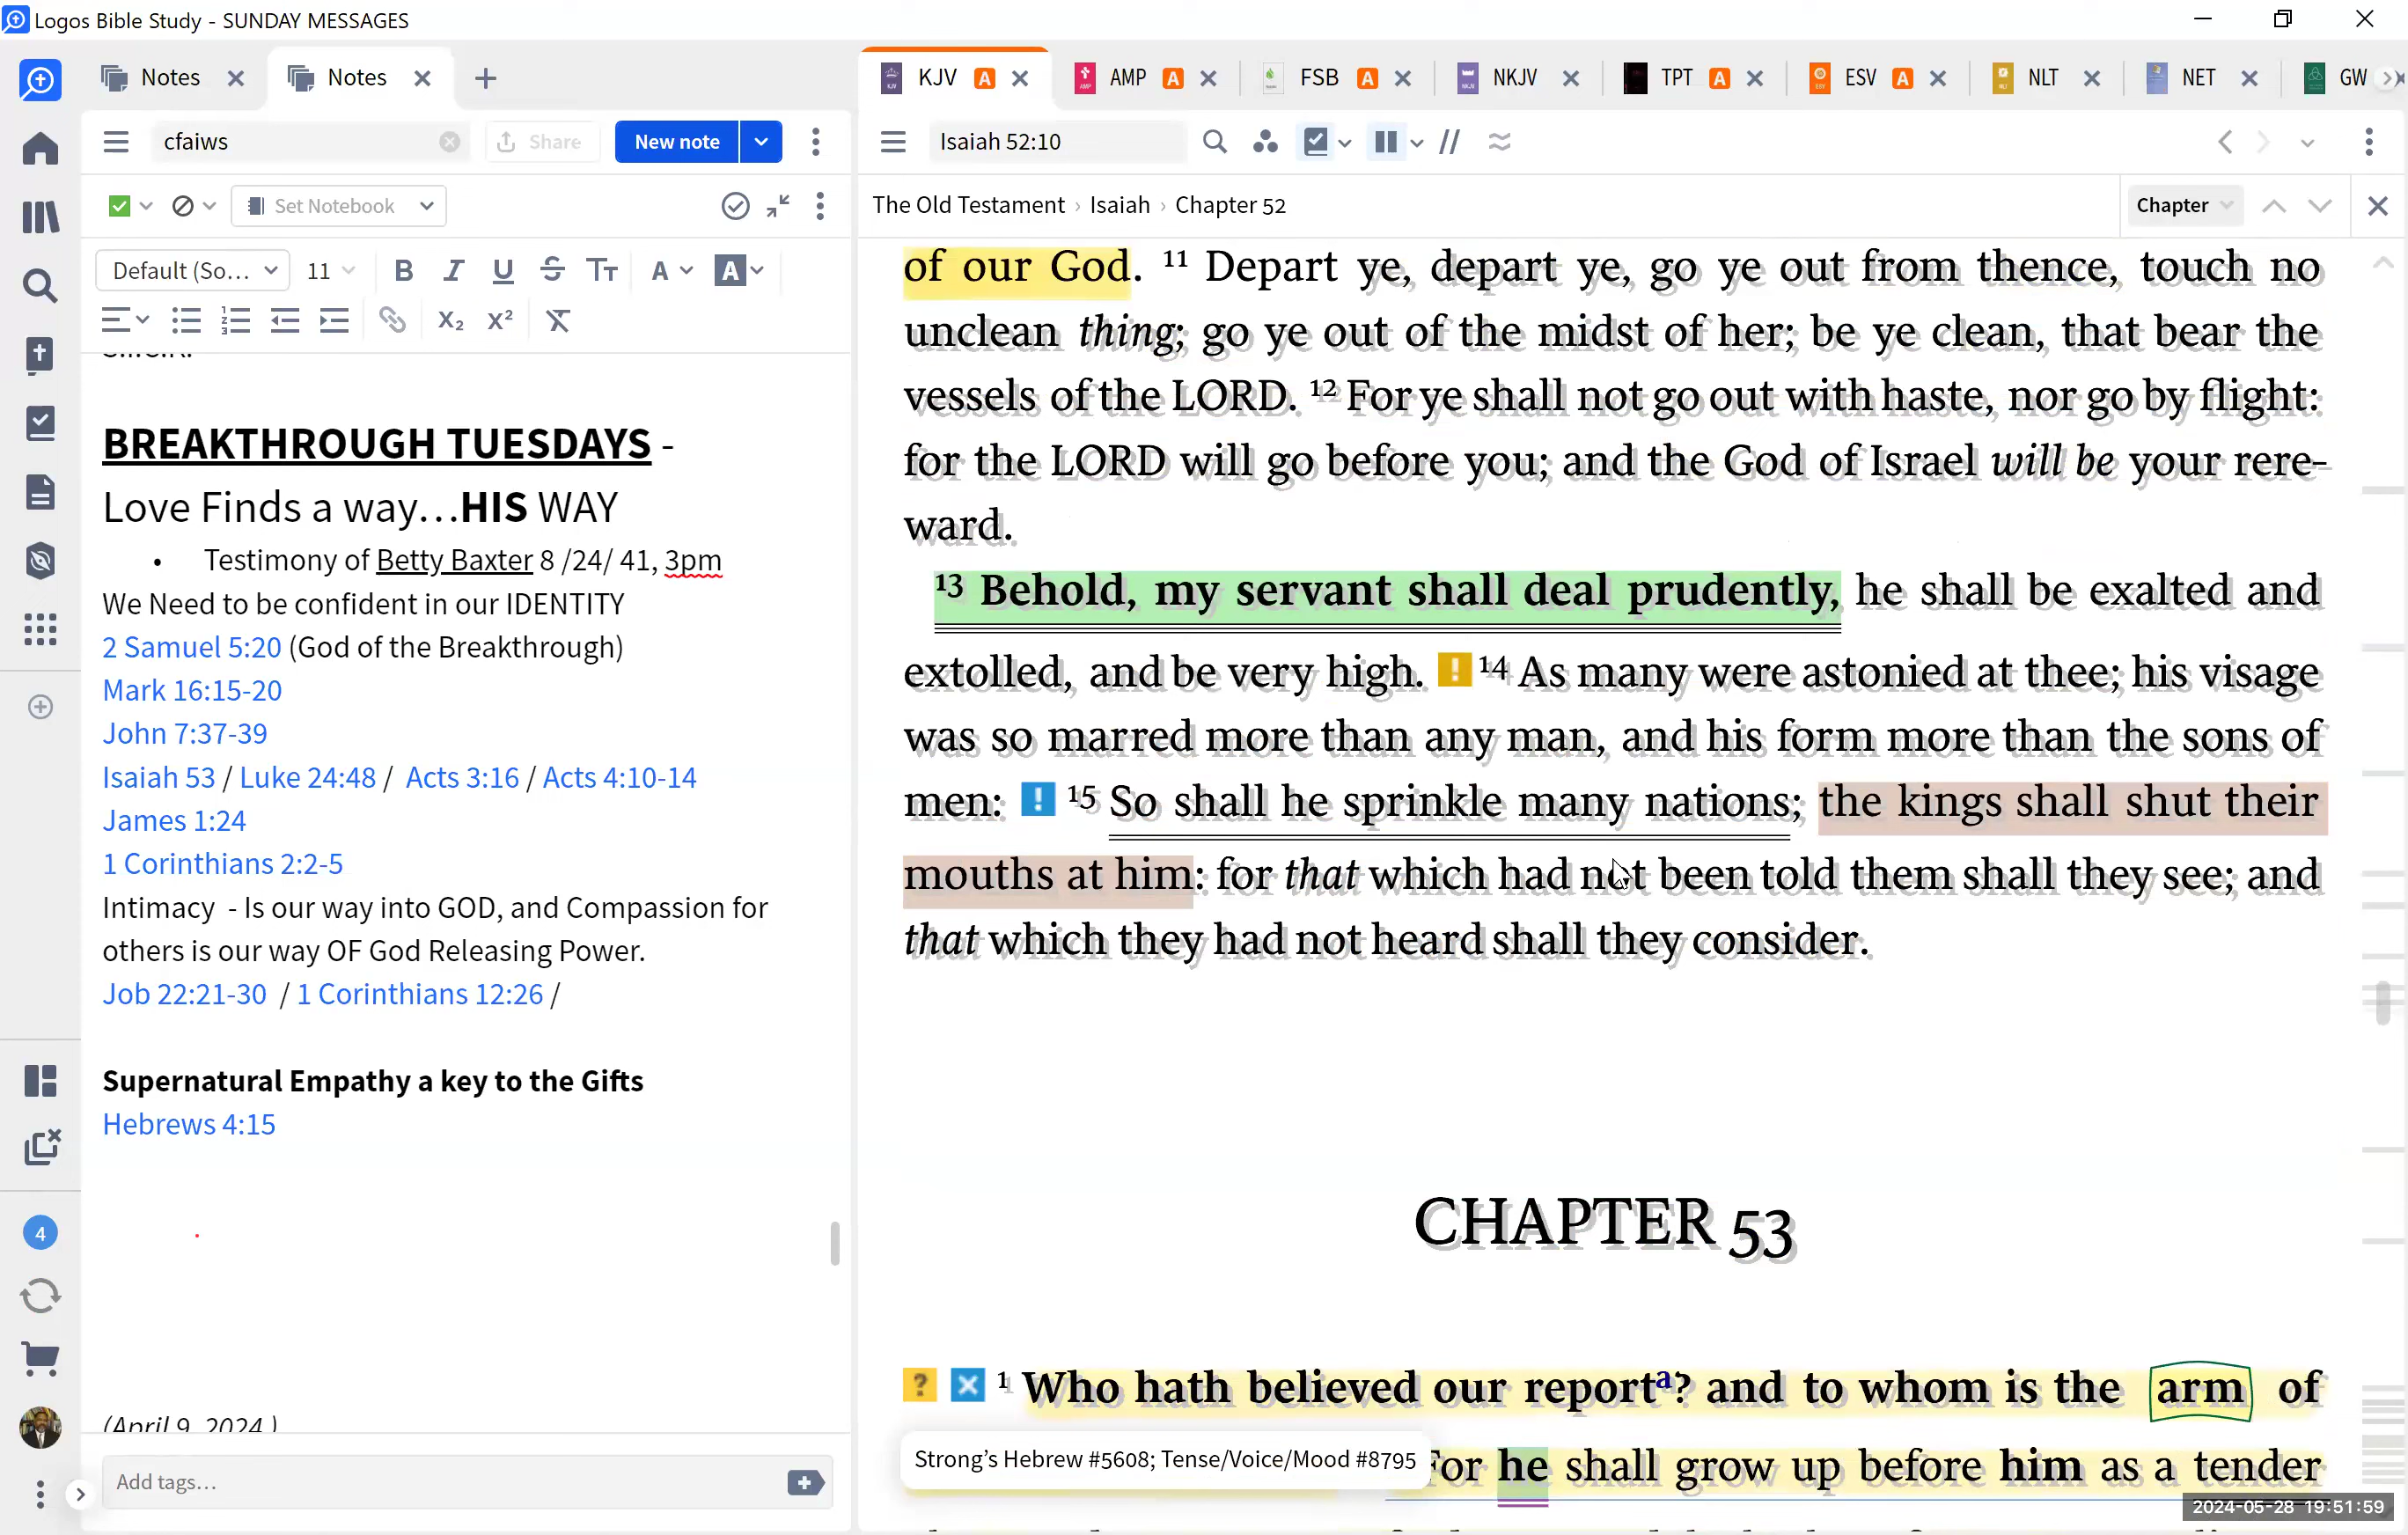 Logos Bible Study - SUNDAY MESSAGES
Notes
Notes
KJV A
AMP A
FSB A
NKJV
TPT A
ESV A
NLT
NET
GW
cfaiws
Share
New note
Isaiah 52:10
Set Notebook
The Old Testament › Isaiah › Chapter 52
Chapter
Default (So...
11
BREAKTHROUGH TUESDAYS -
Love Finds a way...HIS WAY
• Testimony of Betty Baxter 8 /24/ 41, 3pm
We Need to be confident in our IDENTITY
2 Samuel 5:20 (God of the Breakthrough)
Mark 16:15-20
John 7:37-39
Isaiah 53 / Luke 24:48 / Acts 3:16 / Acts 4:10-14
James 1:24
1 Corinthians 2:2-5
Intimacy - Is our way into GOD, and Compassion for
others is our way OF God Releasing Power.
Job 22:21-30 / 1 Corinthians 12:26 /
Supernatural Empathy a key to the Gifts
Hebrews 4:15
(April 9, 2024 )
Add tags...
4
of our God. 11 Depart ye, depart ye, go ye out from thence, touch no
unclean thing; go ye out of the midst of her; be ye clean, that bear the
vessels of the LORD. 12 For ye shall not go out with haste, nor go by flight:
for the LORD will go before you; and the God of Israel will be your rere-
ward.
13 Behold, my servant shall deal prudently, he shall be exalted and
extolled, and be very high. 14 As many were astonied at thee; his visage
was so marred more than any man, and his form more than the sons of
men: 15 So shall he sprinkle many nations; the kings shall shut their
mouths at him: for that which had not been told them shall they see; and
that which they had not heard shall they consider.
CHAPTER 53
1 Who hath believed our report a? and to whom is the arm of
Strong's Hebrew #5608; Tense/Voice/Mood #8795
For he shall grow up before him as a tender
2024-05-28 19:51:59